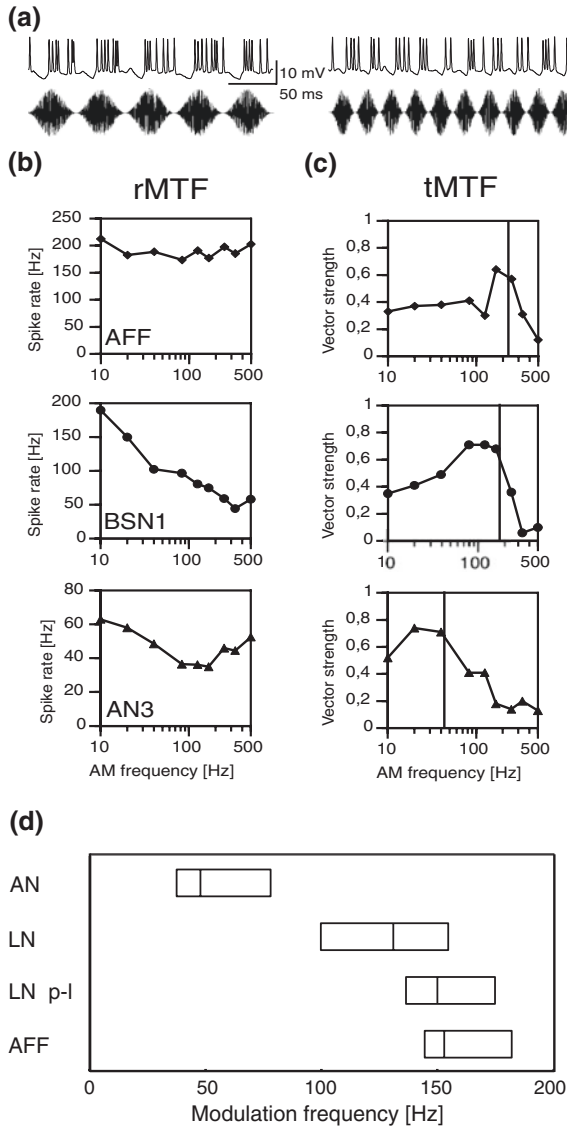 (a)
10 mV
50 ms
(b)
(c)
rMTF
tMTF
Spike rate [Hz]
250
200
150
100
50
0
AFF
10
100
500
Vector strength
1
0,8
0,6
0,4
0,2
0
10
100
500
Spike rate [Hz]
200
150
100
50
0
BSN1
10
100
500
Vector strength
1
0,8
0,6
0,4
0,2
0
10
100
500
Spike rate [Hz]
80
60
40
20
0
AN3
10
100
500
AM frequency [Hz]
Vector strength
1
0,8
0,6
0,4
0,2
0
10
100
500
AM frequency [Hz]
(d)
AN
LN
LN p-l
AFF
0
50
100
150
200
Modulation frequency [Hz]